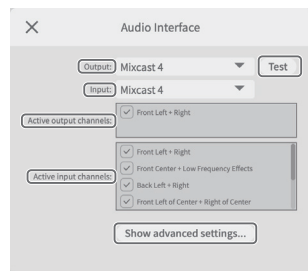 Audio Interface
Output: Mixcast 4 Test
Input: Mixcast 4
Active output channels: Front Left + Right
Active input channels: Front Left + Right
Front Center + Low Frequency Effects
Back Left + Right
Front Left of Center + Right of Center
Show advanced settings...